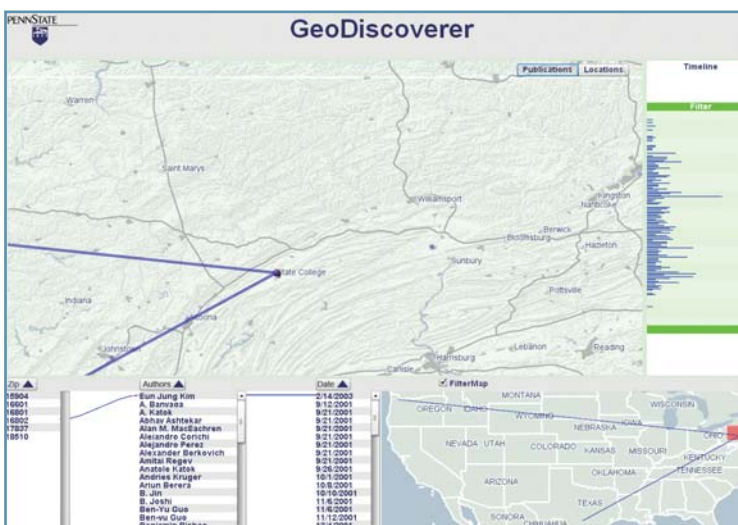 PENNSTATE
GeoDiscoverer
Publications Locations
Timeline
Filter
Warren
Saint Marys
Williamsport
Kingston
Nanticoke
Berwick
Bloomsburg
Hazleton
Sunbury
State College
Pottsville
Indiana
Altoona
Johnstown
Lebanon
Reading
Harrisburg
Carlisle
Zip Authors Date FilterMap
15904 Eun Jung Kim 2/14/2003
16601 A. Banyaga 9/12/2001
16801 A. Katok 9/21/2001
16802 Abhay Ashtekar 9/21/2001
17837 Alan M. MacEachren 9/21/2001
18510 Alejandro Corichi 9/21/2001
Alejandro Perez 9/21/2001
Alexander Berkovich 9/21/2001
Amitai Regev 9/21/2001
Anatole Katok 9/26/2001
Andries Kruger 10/1/2001
Arjun Berera 10/8/2001
B. Jin 10/10/2001
B. Joshi 11/6/2001
Ben-Yu Guo 11/6/2001
Ben-yu Guo 11/12/2001
MONTANA
WISCONSIN
OREGON IDAHO
WYOMING
IOWA
NEBRASKA
OHIO
NEVADA UTAH
COLORADO KANSAS MISSOURI
KENTUCKY
TENNESSEE
OKLAHOMA
ARIZONA
TEXAS
SONORA
CHIHUAHUA